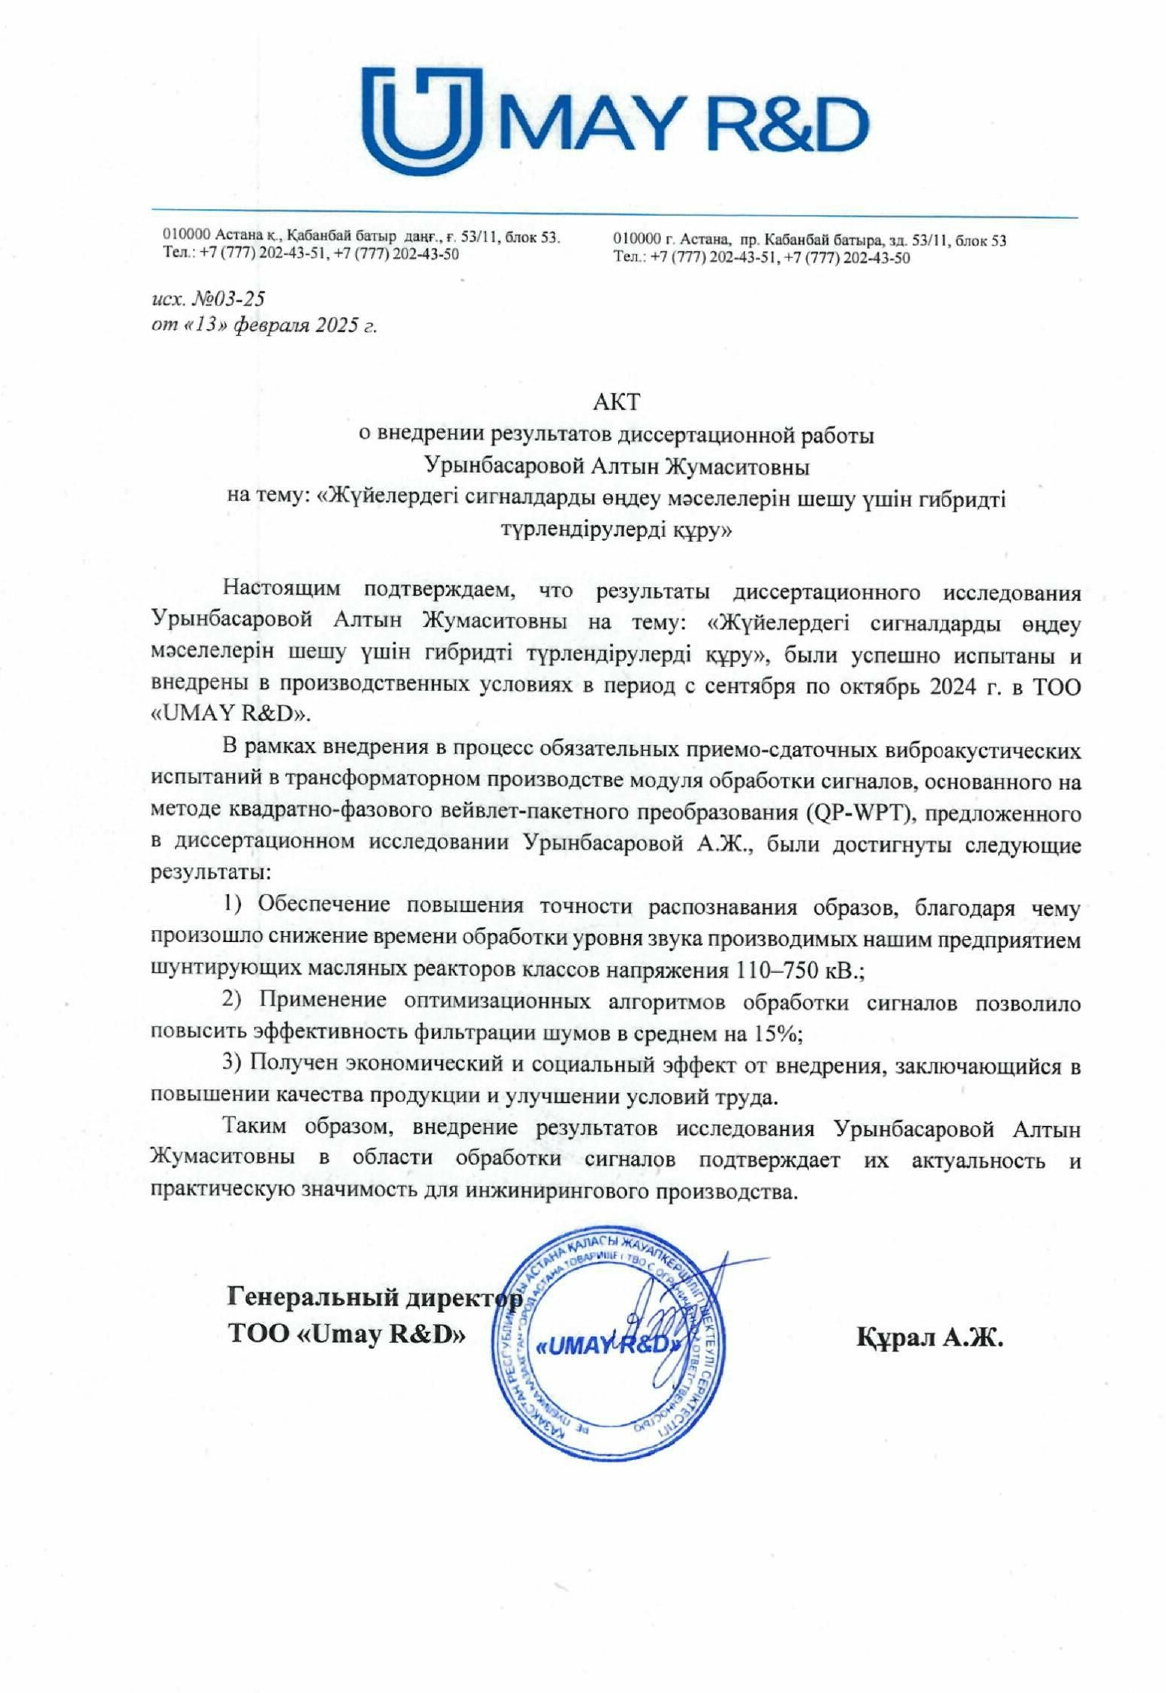 UMAY R&D
010000 Астана қ., Қабанбай батыр даңғ., ғ. 53/11, блок 53.
Тел.: +7 (777) 202-43-51, +7 (777) 202-43-50
010000 г. Астана, пр. Кабанбай батыра, зд. 53/11, блок 53
Тел.: +7 (777) 202-43-51, +7 (777) 202-43-50
исх. №03-25
от «13» февраля 2025 г.
АКТ
о внедрении результатов диссертационной работы
Урынбасаровой Алтын Жумаситовны
на тему: «Жүйелердегі сигналдарды өңдеу мәселелерін шешу үшін гибридті
түрлендірулерді құру»
Настоящим подтверждаем, что результаты диссертационного исследования
Урынбасаровой Алтын Жумаситовны на тему: «Жүйелердегі сигналдарды өңдеу
мәселелерін шешу үшін гибридті түрлендірулерді құру», были успешно испытаны и
внедрены в производственных условиях в период с сентября по октябрь 2024 г. в ТОО
«UMAY R&D».
В рамках внедрения в процесс обязательных приемо-сдаточных виброакустических
испытаний в трансформаторном производстве модуля обработки сигналов, основанного на
методе квадратно-фазового вейвлет-пакетного преобразования (QP-WPT), предложенного
в диссертационном исследовании Урынбасаровой А.Ж., были достигнуты следующие
результаты:
1) Обеспечение повышения точности распознавания образов, благодаря чему
произошло снижение времени обработки уровня звука производимых нашим предприятием
шунтирующих масляных реакторов классов напряжения 110–750 кВ.;
2) Применение оптимизационных алгоритмов обработки сигналов позволило
повысить эффективность фильтрации шумов в среднем на 15%;
3) Получен экономический и социальный эффект от внедрения, заключающийся в
повышении качества продукции и улучшении условий труда.
Таким образом, внедрение результатов исследования Урынбасаровой Алтын
Жумаситовны в области обработки сигналов подтверждает их актуальность и
практическую значимость для инжинирингового производства.
Генеральный директор
ТОО «Umay R&D»
Құрал А.Ж.
ҚАЗАҚСТАН РЕСПУБЛИКАСЫ АСТАНА ҚАЛАСЫ ЖАУАПКЕРШІЛІГІ ШЕКТЕУЛІ СЕРІКТЕСТІГІ
«UMAY R&D»